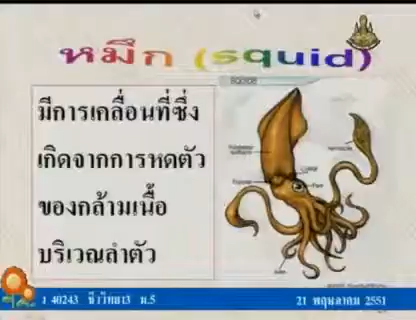 หมึก (squid)
SQUIDS
มีการเคลื่อนที่ซึ่ง
เกิดจากการหดตัว
ของกล้ามเนื้อ
บริเวณลำตัว
ว 40243 ชีววิทยา3 ม.5
21 พฤษภาคม 2551